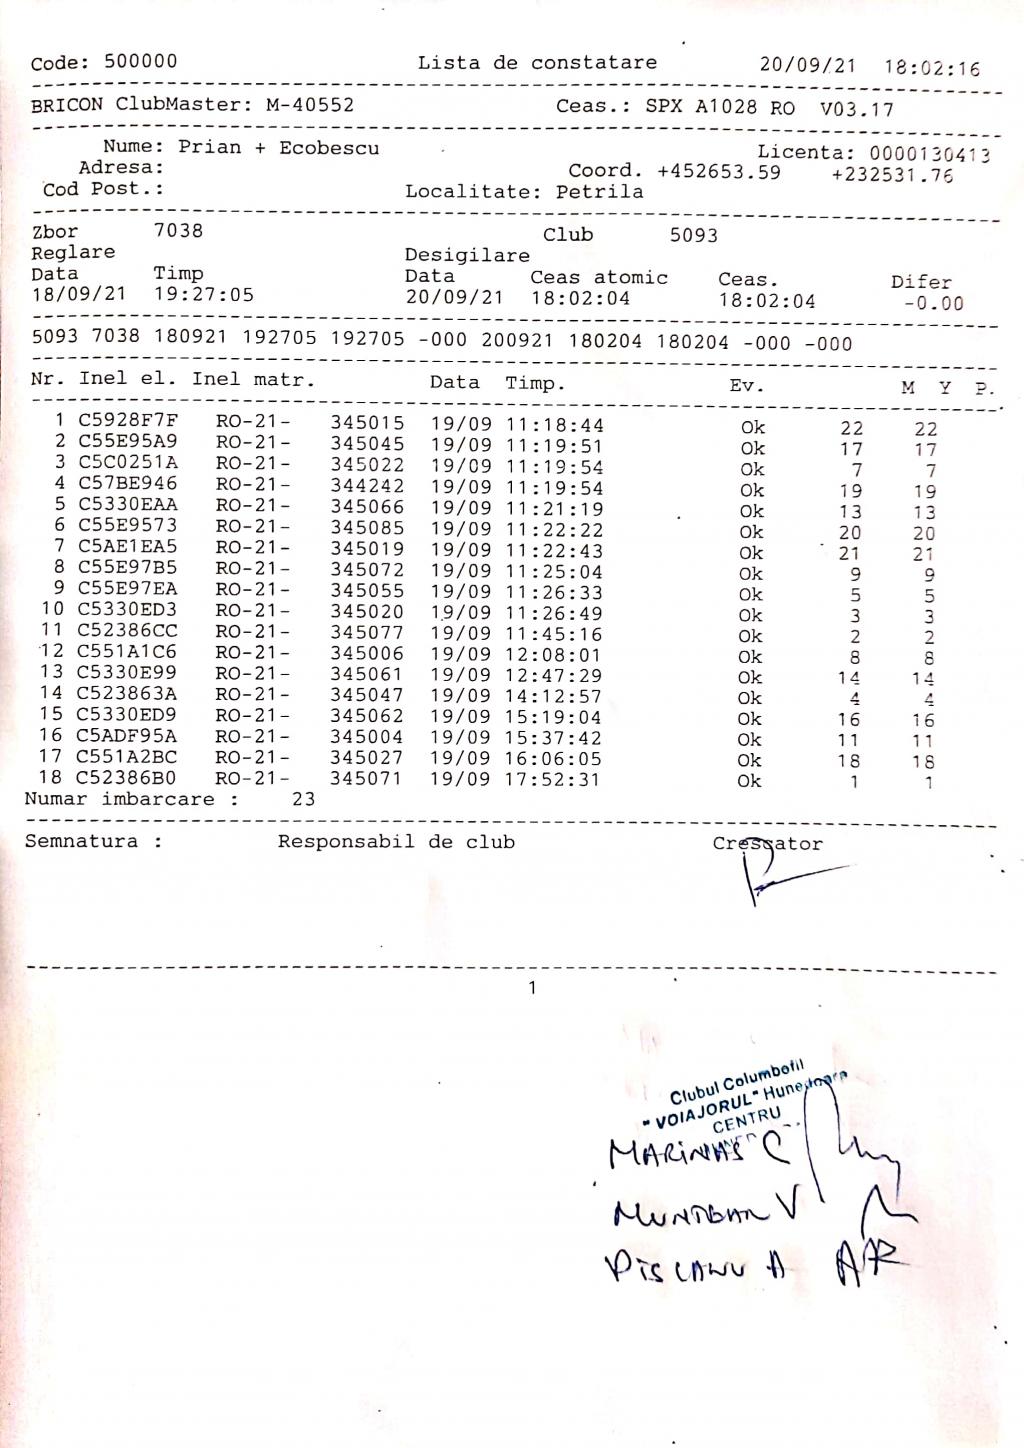 Code: 500000 Lista de constatare 20/09/21 18:02:16
BRICON ClubMaster: M-40552 Ceas.: SPX A1028 RO V03.17
Nume: Prian + Ecobescu Licenta: 0000130413
Adresa: Coord. +452653.59 +232531.76
Cod Post.: Localitate: Petrila
Zbor 7038 Club 5093
Reglare Desigilare
Data Timp Data Ceas atomic Ceas. Difer
18/09/21 19:27:05 20/09/21 18:02:04 18:02:04 -0.00
5093 7038 180921 192705 192705 -000 200921 180204 180204 -000 -000
Nr. Inel el. Inel matr. Data Timp. Ev. M Y P.
1 C5928F7F RO-21- 345015 19/09 11:18:44 Ok 22 22
2 C55E95A9 RO-21- 345045 19/09 11:19:51 Ok 17 17
3 C5C0251A RO-21- 345022 19/09 11:19:54 Ok 7 7
4 C57BE946 RO-21- 344242 19/09 11:19:54 Ok 19 19
5 C5330EAA RO-21- 345066 19/09 11:21:19 Ok 13 13
6 C55E9573 RO-21- 345085 19/09 11:22:22 Ok 20 20
7 C5AE1EA5 RO-21- 345019 19/09 11:22:43 Ok 21 21
8 C55E97B5 RO-21- 345072 19/09 11:25:04 Ok 9 9
9 C55E97EA RO-21- 345055 19/09 11:26:33 Ok 5 5
10 C5330ED3 RO-21- 345020 19/09 11:26:49 Ok 3 3
11 C52386CC RO-21- 345077 19/09 11:45:16 Ok 2 2
12 C551A1C6 RO-21- 345006 19/09 12:08:01 Ok 8 8
13 C5330E99 RO-21- 345061 19/09 12:47:29 Ok 14 14
14 C523863A RO-21- 345047 19/09 14:12:57 Ok 4 4
15 C5330ED9 RO-21- 345062 19/09 15:19:04 Ok 16 16
16 C5ADF95A RO-21- 345004 19/09 15:37:42 Ok 11 11
17 C551A2BC RO-21- 345027 19/09 16:06:05 Ok 18 18
18 C52386B0 RO-21- 345071 19/09 17:52:31 Ok 1 1
Numar imbarcare : 23
Semnatura : Responsabil de club Crescator
1
Clubul Columbofil
"VOIAJORUL" Hunedoara
CENTRU
MARINAS C
MUNTEAN V
PISCANU A